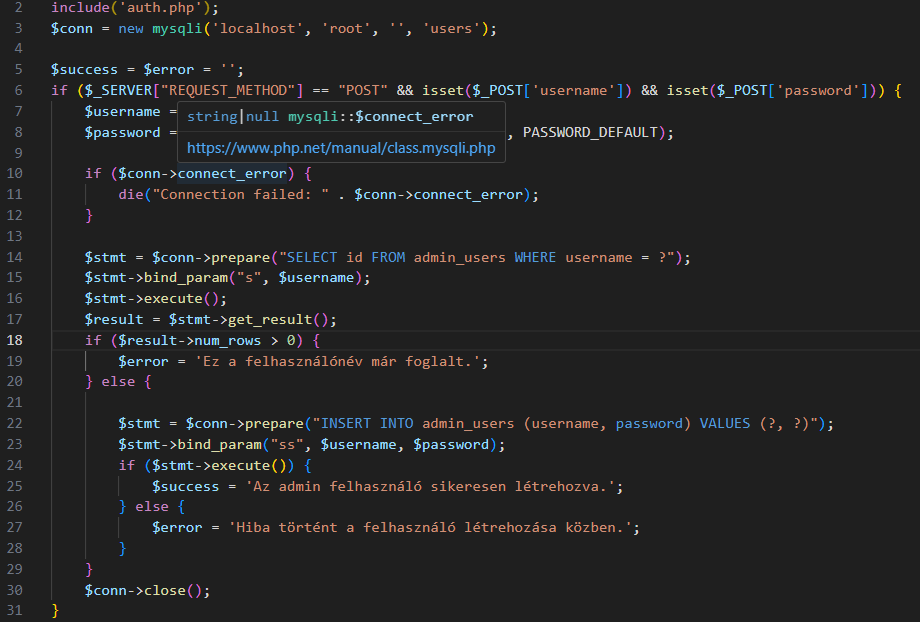 2 include('auth.php');
3 $conn = new mysqli('localhost', 'root', '', 'users');
4
5 $success = $error = '';
6 if ($_SERVER["REQUEST_METHOD"] == "POST" && isset($_POST['username']) && isset($_POST['password'])) {
7 $username =
string|null mysqli::$connect_error
8 $password = , PASSWORD_DEFAULT);
https://www.php.net/manual/class.mysqli.php
9
10 if ($conn->connect_error) {
11 die("Connection failed: " . $conn->connect_error);
12 }
13
14 $stmt = $conn->prepare("SELECT id FROM admin_users WHERE username = ?");
15 $stmt->bind_param("s", $username);
16 $stmt->execute();
17 $result = $stmt->get_result();
18 if ($result->num_rows > 0) {
19 $error = 'Ez a felhasználónév már foglalt.';
20 } else {
21
22 $stmt = $conn->prepare("INSERT INTO admin_users (username, password) VALUES (?, ?)");
23 $stmt->bind_param("ss", $username, $password);
24 if ($stmt->execute()) {
25 $success = 'Az admin felhasználó sikeresen létrehozva.';
26 } else {
27 $error = 'Hiba történt a felhasználó létrehozása közben.';
28 }
29 }
30 $conn->close();
31 }